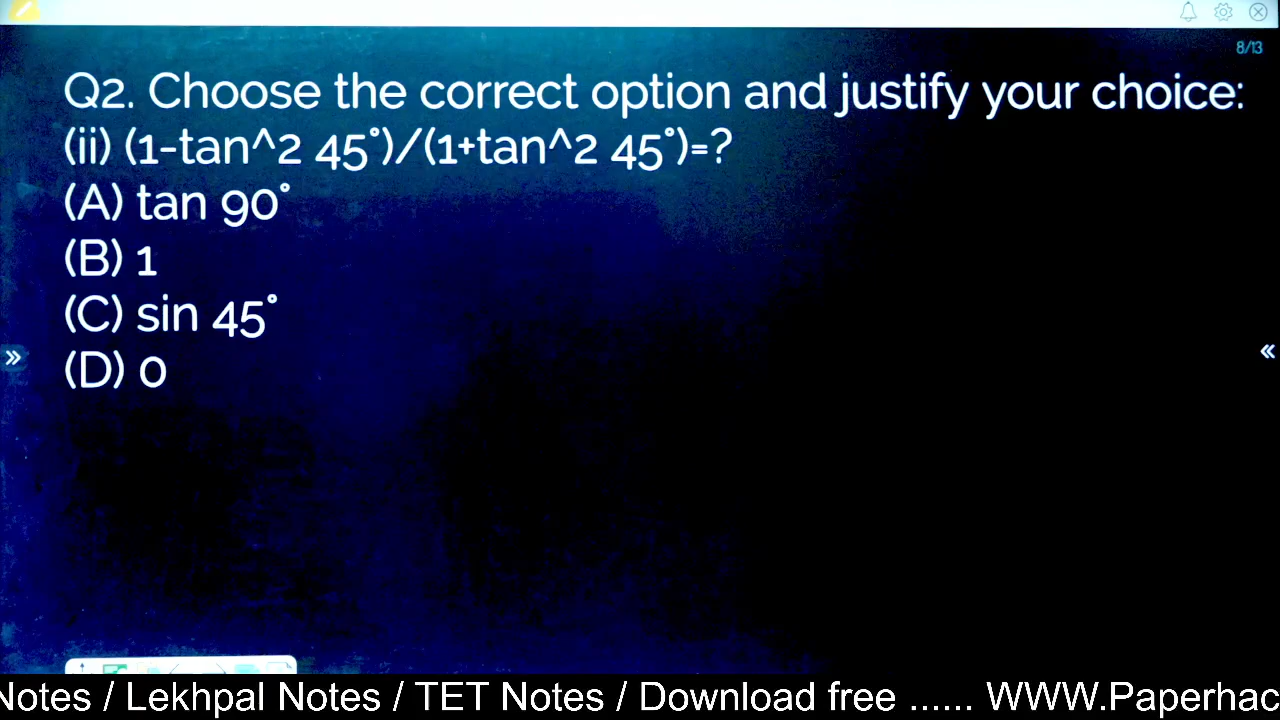 8/13
Q2. Choose the correct option and justify your choice:
(ii) (1-tan^2 45°)/(1+tan^2 45°)=?
(A) tan 90°
(B) 1
(C) sin 45°
(D) 0
Notes / Lekhpal Notes / TET Notes / Download free ...... WWW.Paperhac